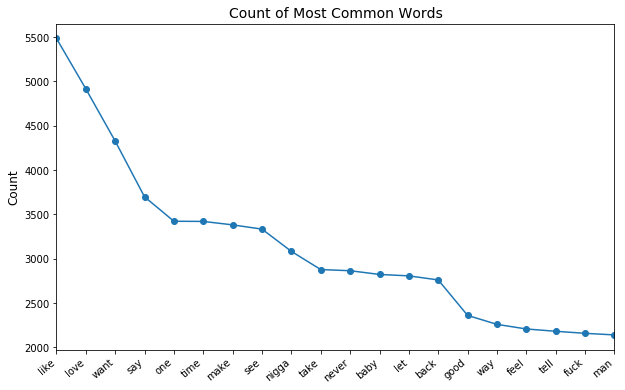 Count of Most Common Words
Count
5500
5000
4500
4000
3500
3000
2500
2000
like
love
want
say
one
time
make
see
nigga
take
never
baby
let
back
good
way
feel
tell
fuck
man